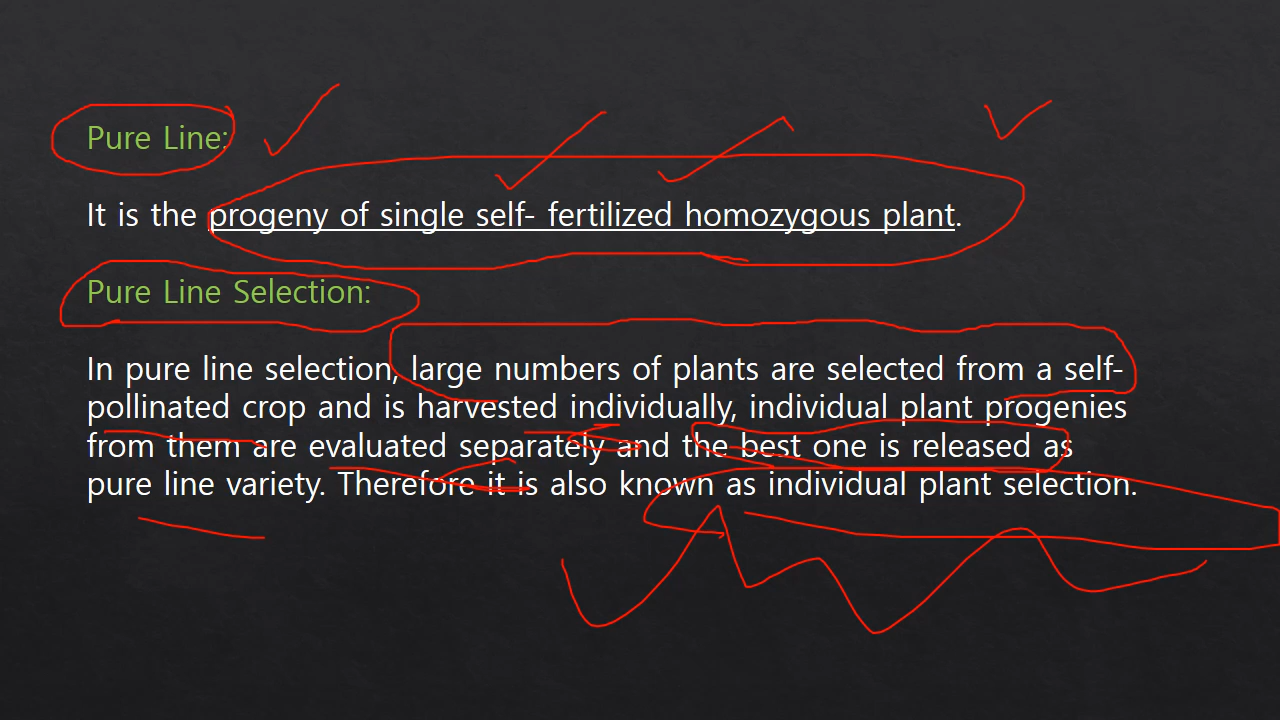 Pure Line:
It is the progeny of single self- fertilized homozygous plant.
Pure Line Selection:
In pure line selection, large numbers of plants are selected from a self-
pollinated crop and is harvested individually, individual plant progenies
from them are evaluated separately and the best one is released as
pure line variety. Therefore it is also known as individual plant selection.